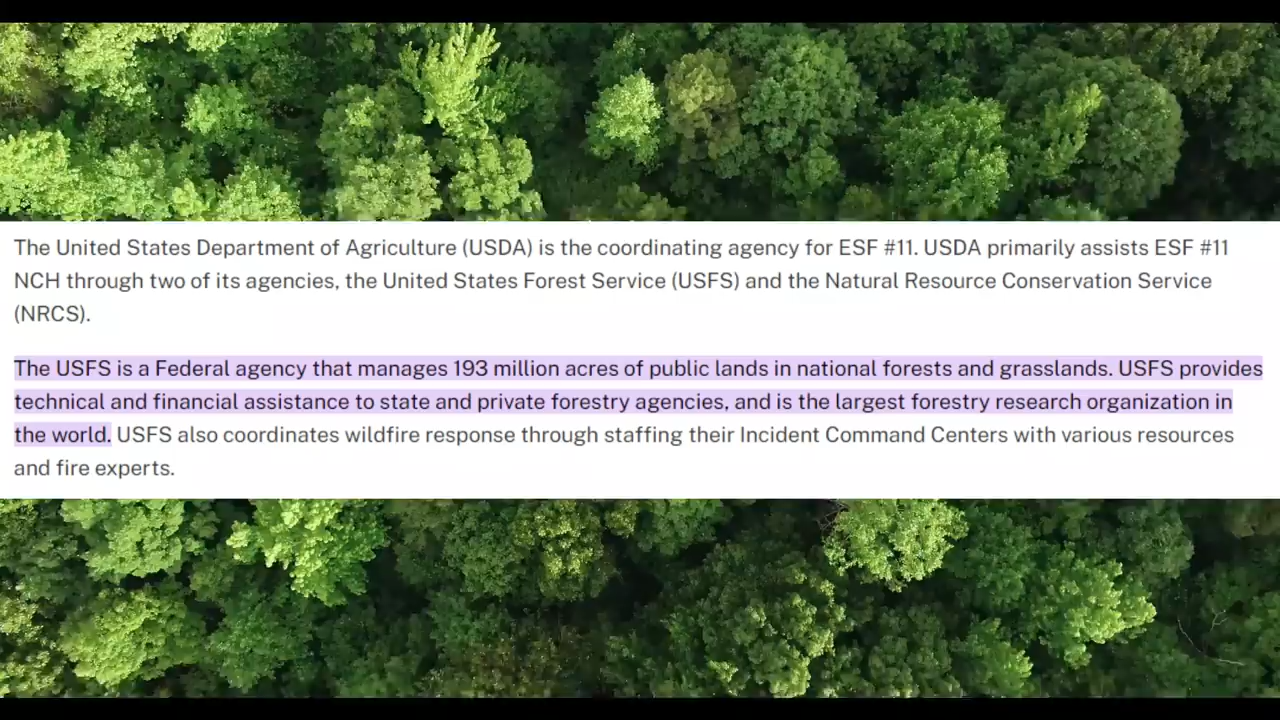 The United States Department of Agriculture (USDA) is the coordinating agency for ESF #11. USDA primarily assists ESF #11
NCH through two of its agencies, the United States Forest Service (USFS) and the Natural Resource Conservation Service
(NRCS).
The USFS is a Federal agency that manages 193 million acres of public lands in national forests and grasslands. USFS provides
technical and financial assistance to state and private forestry agencies, and is the largest forestry research organization in
the world. USFS also coordinates wildfire response through staffing their Incident Command Centers with various resources
and fire experts.